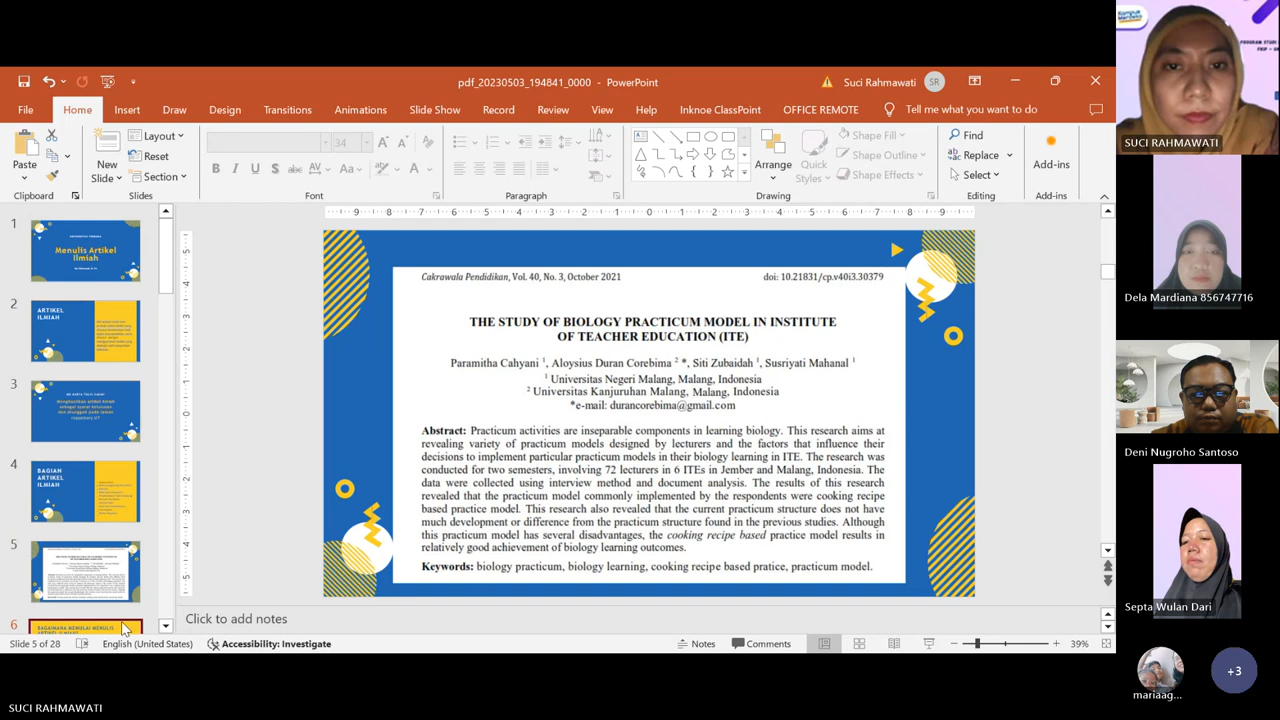 pdf_20230503_194841_0000 - PowerPoint
Suci Rahmawati
SR
File
Home
Insert
Draw
Design
Transitions
Animations
Slide Show
Record
Review
View
Help
Inknoe ClassPoint
OFFICE REMOTE
Tell me what you want to do
Paste
Clipboard
New
Slide
Layout
Reset
Section
Slides
34
Font
Paragraph
Arrange
Quick
Styles
Shape Fill
Shape Outline
Shape Effects
Drawing
Find
Replace
Select
Editing
Add-ins
Add-ins
1
Menulis Artikel
Ilmiah
2
ARTIKEL
ILMIAH
3
4
BAGIAN
ARTIKEL
ILMIAH
5
6
BAGAIMANA MEMULAI MENULIS
ARTIKEL ILMIAH
Cakrawala Pendidikan, Vol. 40, No. 3, October 2021
doi: 10.21831/cp.v40i3.30379
THE STUDY OF BIOLOGY PRACTICUM MODEL IN INSTITUTE
OF TEACHER EDUCATION (ITE)
Paramitha Cahyani 1, Aloysius Duran Corebima 2 *, Siti Zubaidah 1, Susriyati Mahanal 1
1 Universitas Negeri Malang, Malang, Indonesia
2 Universitas Kanjuruhan Malang, Malang, Indonesia
*e-mail: durancorebima@gmail.com
Abstract: Practicum activities are inseparable components in learning biology. This research aims at
revealing variety of practicum models designed by lecturers and the factors that influence their
decisions to implement particular practicum models in their biology learning in ITE. The research was
conducted for two semesters, involving 72 lecturers in 6 ITEs in Jember and Malang, Indonesia. The
data were collected using interview method and document analysis. The results of this research
revealed that the practicum model commonly implemented by the respondents were cooking recipe
based practice model. This research also revealed that the current practicum structure does not have
much development or difference from the practicum structure found in the previous studies. Although
this practicum model has several disadvantages, the cooking recipe based practice model results in
relatively good achievement of biology learning outcomes.
Keywords: biology practicum, biology learning, cooking recipe based pratice, practicum model.
Click to add notes
Slide 5 of 28
English (United States)
Accessibility: Investigate
Notes
Comments
39%
SUCI RAHMAWATI
SUCI RAHMAWATI
Dela Mardiana 856747716
Deni Nugroho Santoso
Septa Wulan Dari
mariaag...
+3